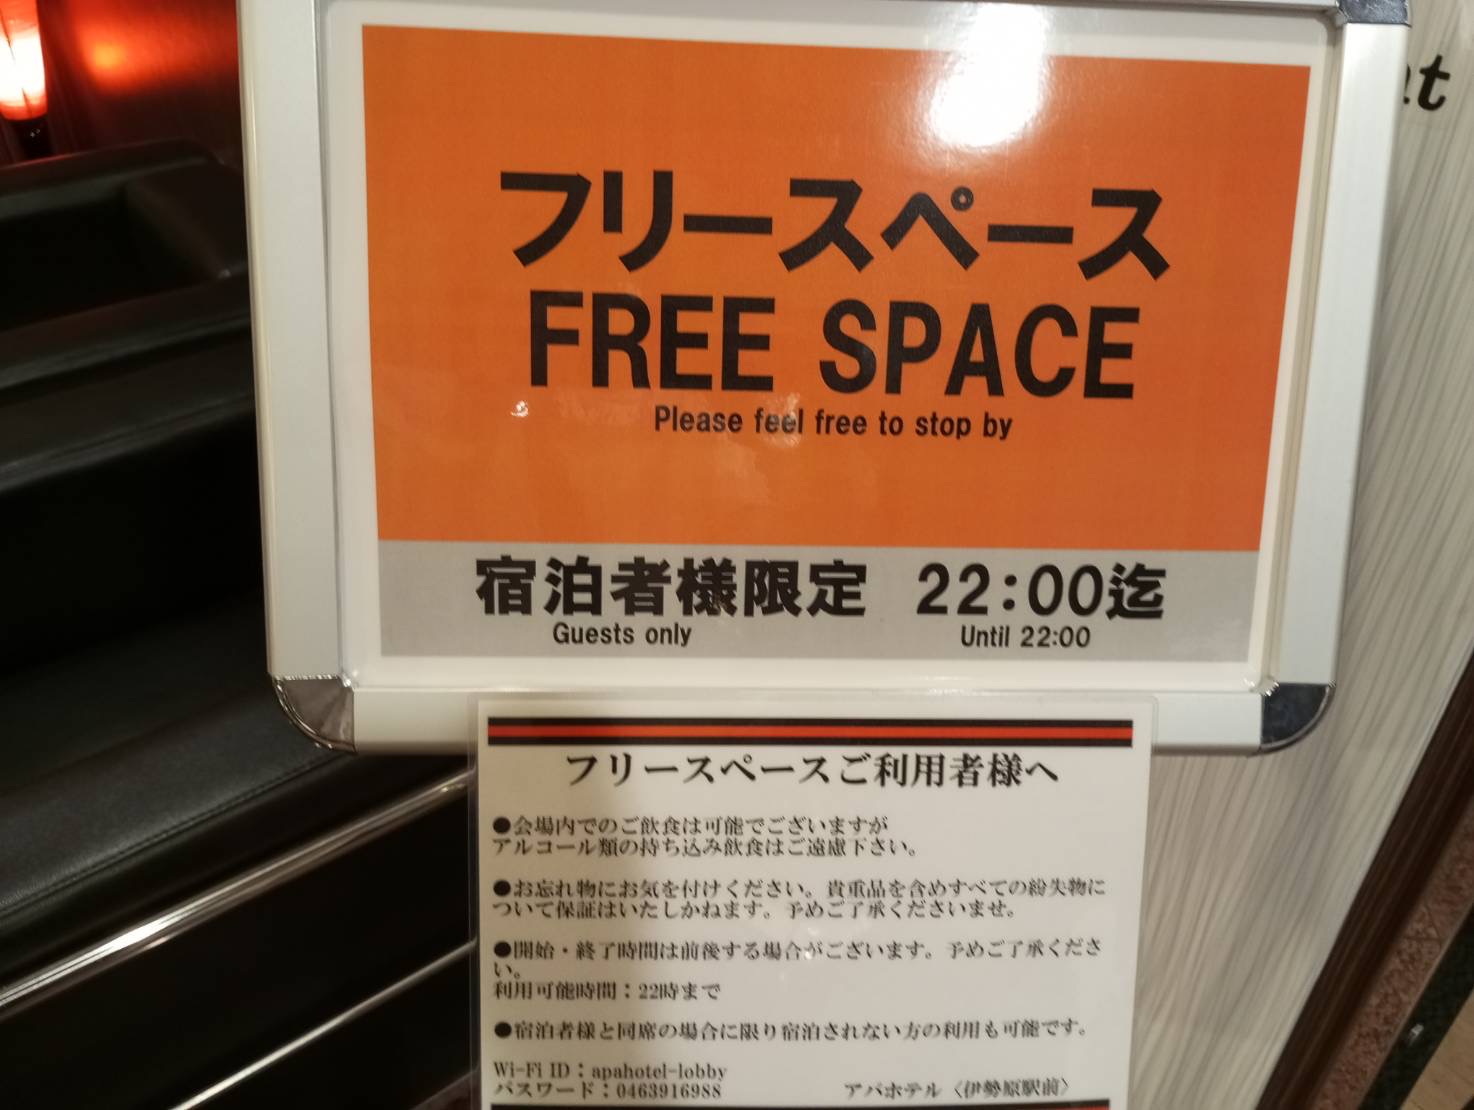 フリースペース
FREE SPACE
Please feel free to stop by
宿泊者様限定 22:00迄
Guests only Until 22:00
フリースペースご利用者様へ
●会場内でのご飲食は可能でございますが
アルコール類の持ち込み飲食はご遠慮下さい。
●お忘れ物にお気を付けください。貴重品を含めすべての紛失物に
ついて保証はいたしかねます。予めご了承くださいませ。
●開始・終了時間は前後する場合がございます。予めご了承くださ
い。
利用可能時間：22時まで
●宿泊者様と同席の場合に限り宿泊されない方の利用も可能です。
Wi-Fi ID：apahotel-lobby
パスワード：0463916988 アパホテル〈伊勢原駅前〉